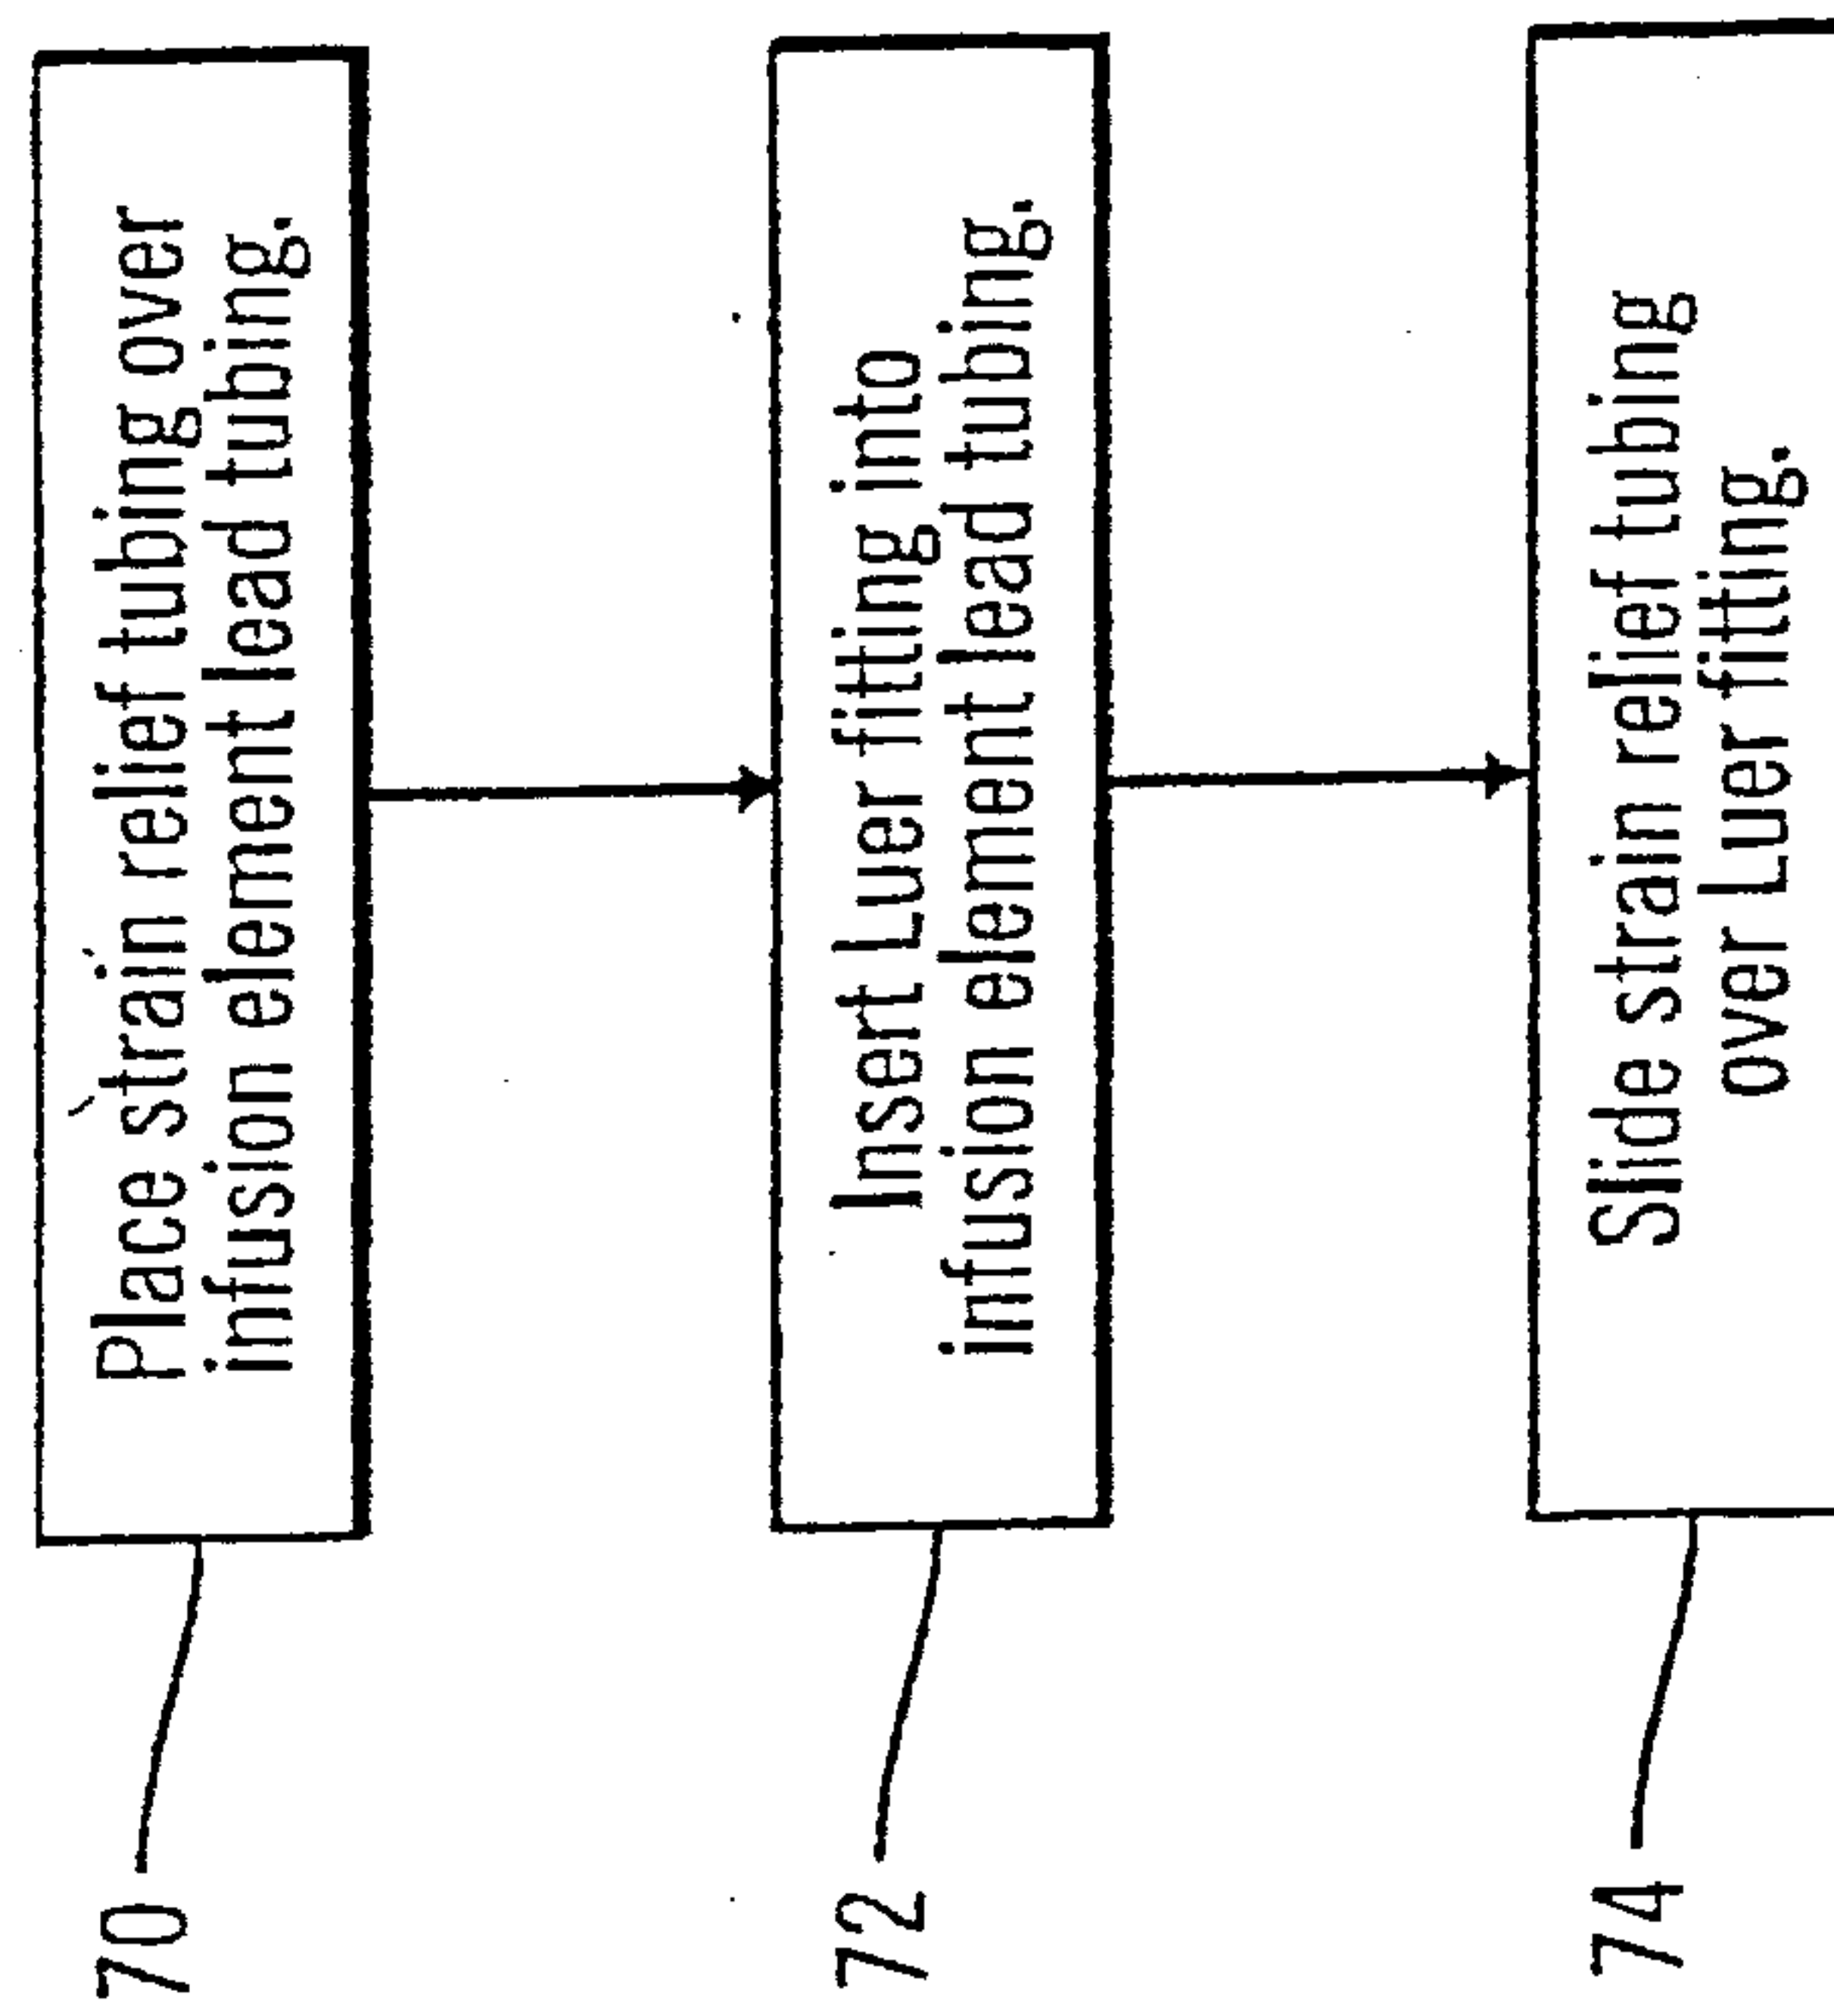 Place strain relief tubing over
infusion element lead tubing.
70
Insert Luer fitting into
infusion element lead tubing.
72
Slide strain relief tubing
over Luer fitting.
74